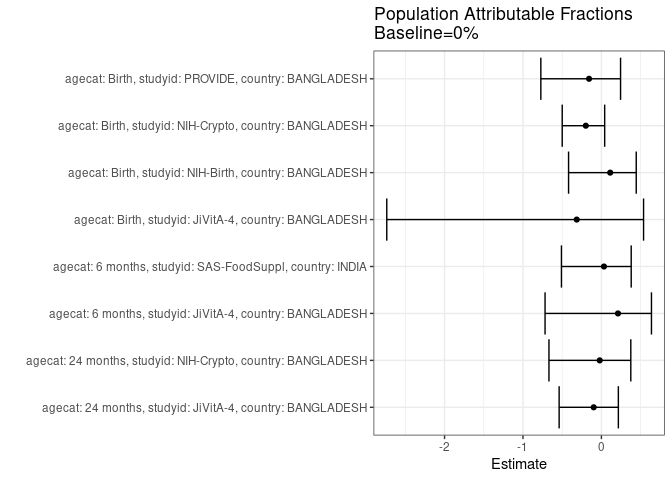 Population Attributable Fractions
Baseline=0%
agecat: Birth, studyid: PROVIDE, country: BANGLADESH
agecat: Birth, studyid: NIH-Crypto, country: BANGLADESH
agecat: Birth, studyid: NIH-Birth, country: BANGLADESH
agecat: Birth, studyid: JiVitA-4, country: BANGLADESH
agecat: 6 months, studyid: SAS-FoodSuppl, country: INDIA
agecat: 6 months, studyid: JiVitA-4, country: BANGLADESH
agecat: 24 months, studyid: NIH-Crypto, country: BANGLADESH
agecat: 24 months, studyid: JiVitA-4, country: BANGLADESH
-2 -1 0
Estimate